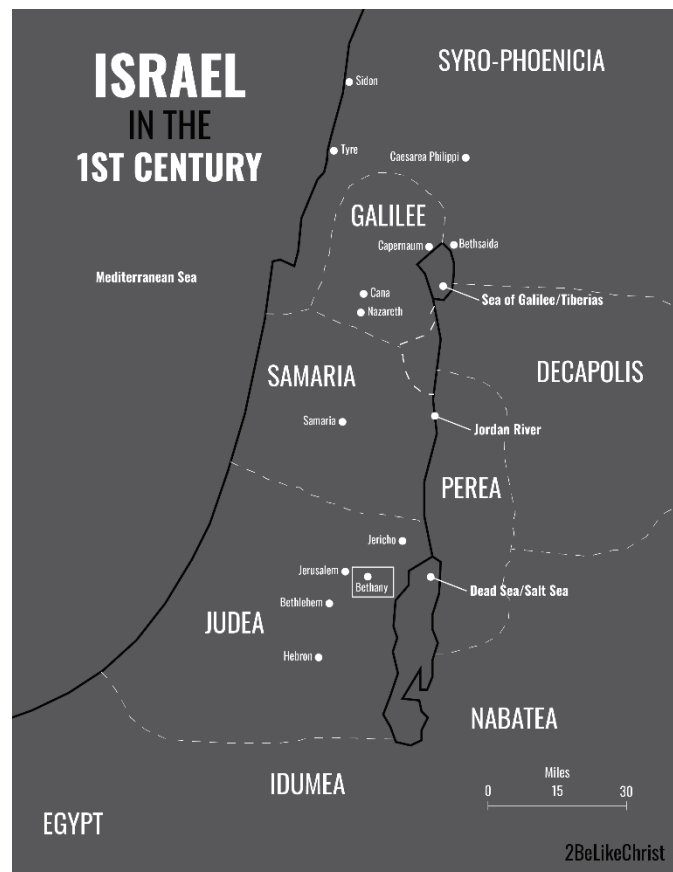 ISRAEL
IN THE
1ST CENTURY
SYRO-PHOENICIA
Sidon
Tyre
Caesarea Philippi
GALILEE
Capernaum
Bethsaida
Mediterranean Sea
Cana
Sea of Galilee/Tiberias
Nazareth
SAMARIA
DECAPOLIS
Samaria
Jordan River
PEREA
Jericho
Jerusalem
Bethany
Dead Sea/Salt Sea
Bethlehem
JUDEA
Hebron
NABATEA
IDUMEA
Miles
0 15 30
EGYPT
2BeLikeChrist